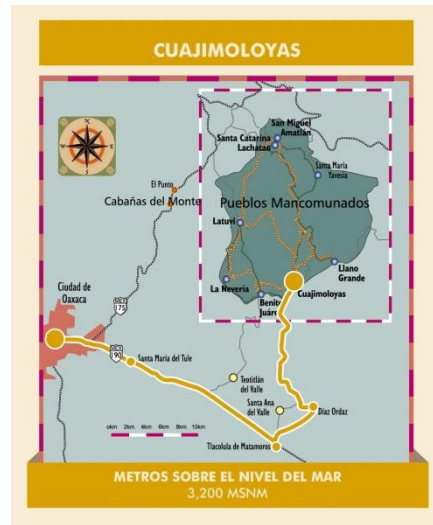 CUAJIMOLOYAS
San Miguel
Amatlán
Santa Catarina
Lachatao
Santa María
Yavesía
El Punto
Cabañas del Monte
Pueblos Mancomunados
Latuvi
Llano
Grande
La Nevería
Cuajimoloyas
Benito
Juárez
Ciudad
de Oaxaca
175
190
Santa María del Tule
Teotitlán
del Valle
Santa Ana
del Valle
Díaz Ordaz
0km 2km 4km 6km 8km 10km
Tlacolula de Matamoros
METROS SOBRE EL NIVEL DEL MAR
3,200 MSNM